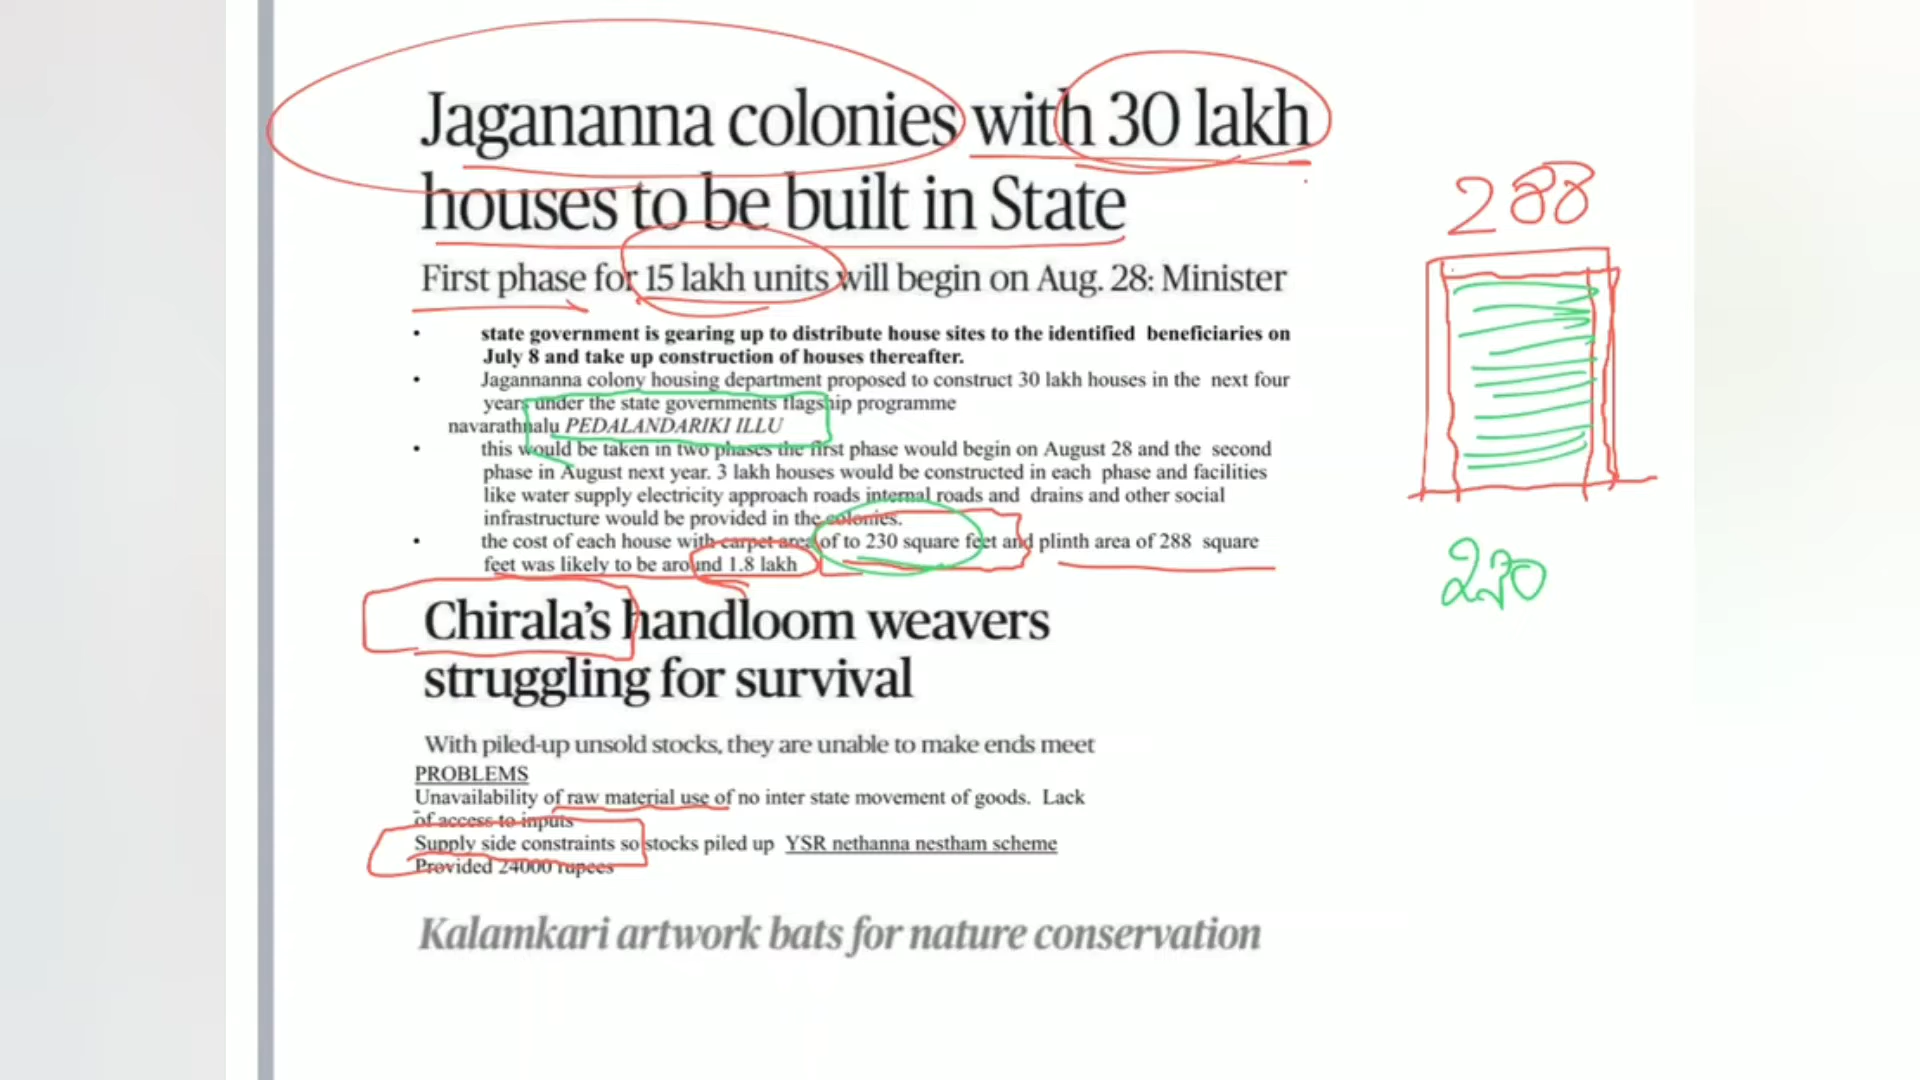 Jagananna colonies with 30 lakh
houses to be built in State
First phase for 15 lakh units will begin on Aug. 28: Minister
• state government is gearing up to distribute house sites to the identified beneficiaries on
July 8 and take up construction of houses thereafter.
• Jagannanna colony housing department proposed to construct 30 lakh houses in the next four
years under the state governments flagship programme
navarathnalu PEDALANDARIKI ILLU
• this would be taken in two phases the first phase would begin on August 28 and the second
phase in August next year. 3 lakh houses would be constructed in each phase and facilities
like water supply electricity approach roads internal roads and drains and other social
infrastructure would be provided in the colonies.
• the cost of each house with carpet area of to 230 square feet and plinth area of 288 square
feet was likely to be around 1.8 lakh
288
230
Chirala's handloom weavers
struggling for survival
With piled-up unsold stocks, they are unable to make ends meet
PROBLEMS
Unavailability of raw material use of no inter state movement of goods. Lack
of access to inputs
Supply side constraints so stocks piled up YSR nethanna nestham scheme
Provided 24000 rupees
Kalamkari artwork bats for nature conservation